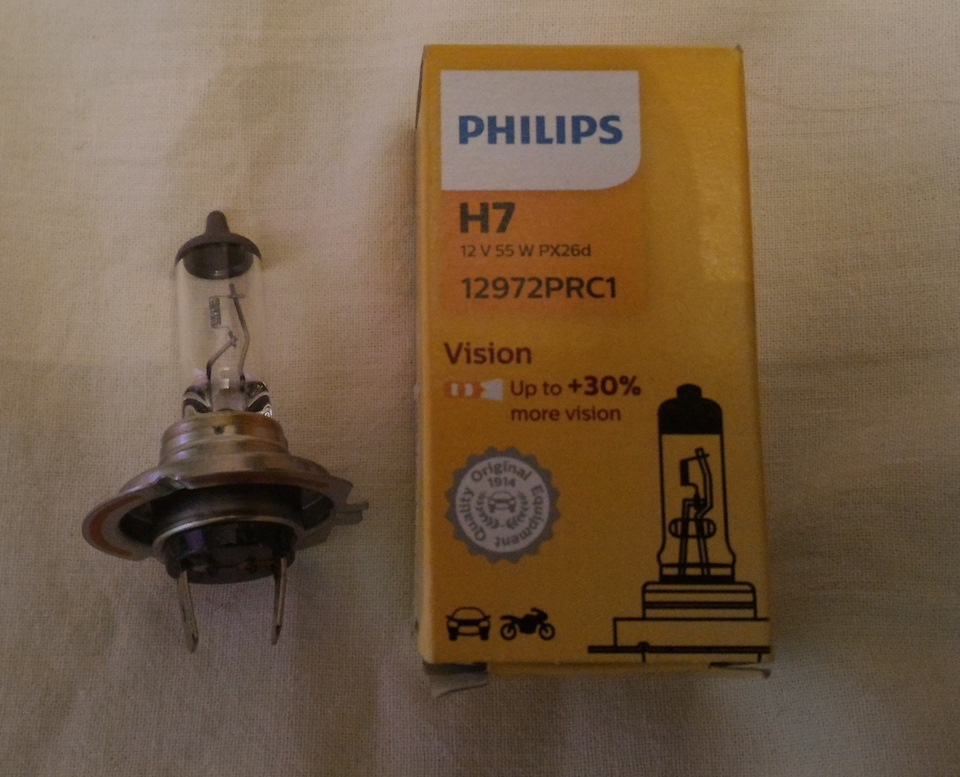 PHILIPS
H7
12 V 55 W PX26d
12972PRC1
Vision
Up to +30%
more vision
Original Equipment Quality
1914